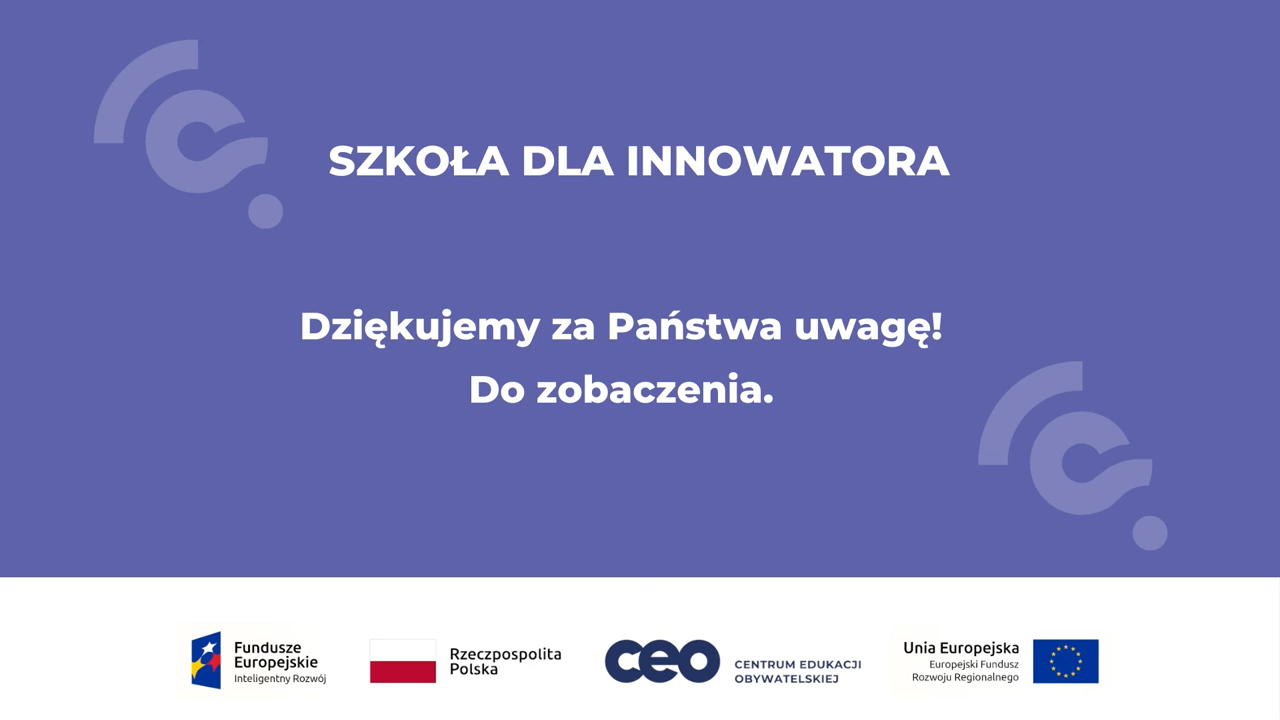 SZKOŁA DLA INNOWATORA
Dziękujemy za Państwa uwagę!
Do zobaczenia.
Fundusze
Europejskie
Inteligentny Rozwój
Rzeczpospolita
Polska
ceo
CENTRUM EDUKACJI
OBYWATELSKIEJ
Unia Europejska
Europejski Fundusz
Rozwoju Regionalnego